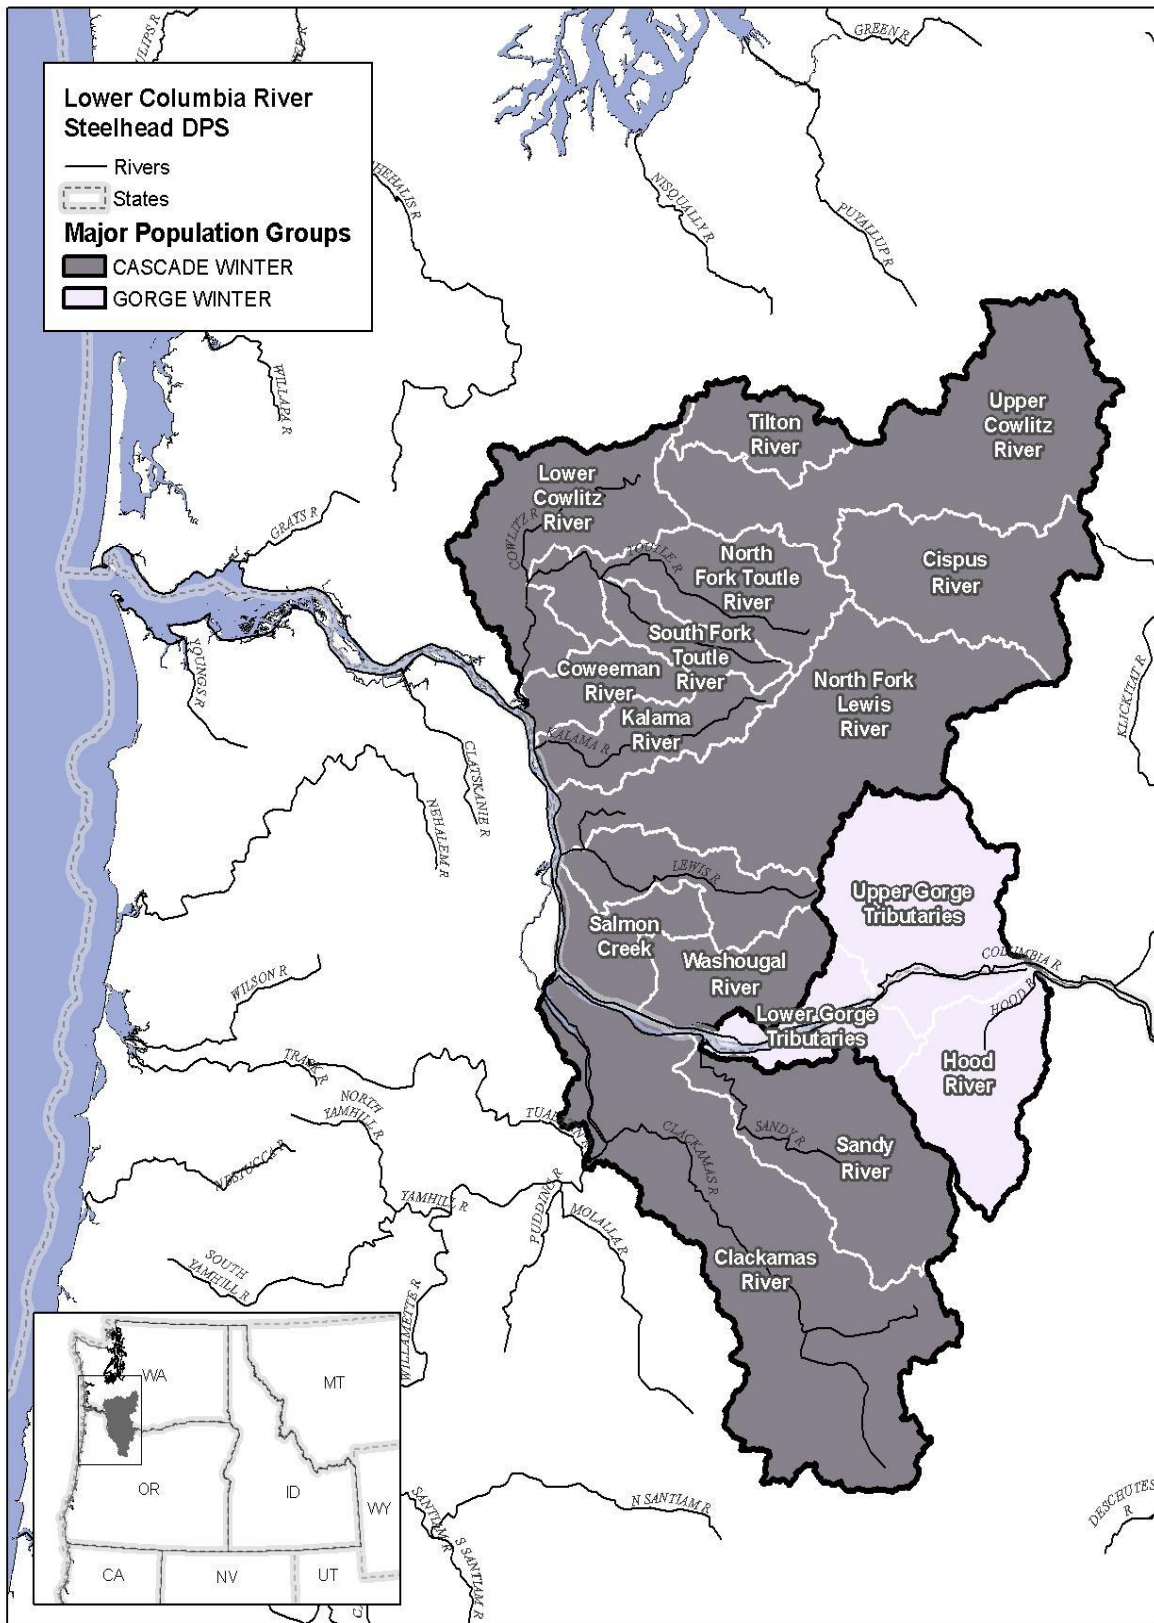 Lower Columbia River
Steelhead DPS
Rivers
States
Major Population Groups
CASCADE WINTER
GORGE WINTER
GREEN R
NISQUALLY R
PUYALLUP R
WILLAPA R
GRAYS R
YOUNGS R
CLATSKANIE R
NEHALEM R
WILSON R
TRASK R
NORTH
YAMHILL R
NESTUCCA R
YAMHILL R
SOUTH
YAMHILL R
PUDDING R
MOLALLA R
WILLAMETTE R
N SANTIAM R
SANTIAM R
S SANTIAM R
DESCHUTES
R
KLICKITAT R
COLUMBIA R
HOOD R
COWLITZ R
TOUTLE R
KALAMA R
LEWIS R
SANDY R
CLACKAMAS R
Tilton
River
Upper
Cowlitz
River
Lower
Cowlitz
River
North
Fork Toutle
River
Cispus
River
South Fork
Toutle
River
Coweeman
River
Kalama
River
North Fork
Lewis
River
Upper Gorge
Tributaries
Salmon
Creek
Washougal
River
Lower Gorge
Tributaries
Hood
River
Sandy
River
Clackamas
River
WA
MT
OR
ID
WY
CA
NV
UT